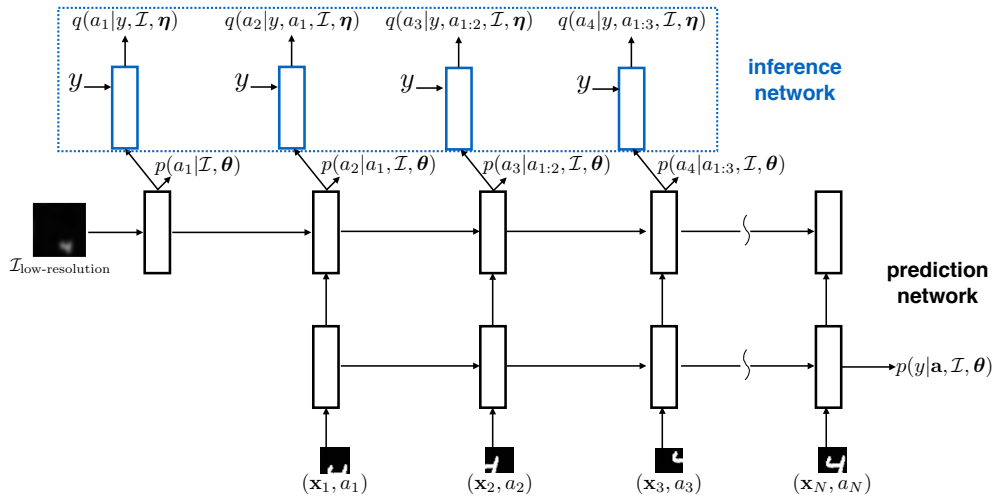 q(a₁|y, 𝓘, η) q(a₂|y, a₁, 𝓘, η) q(a₃|y, a₁:₂, 𝓘, η) q(a₄|y, a₁:₃, 𝓘, η)
y y y y
inference
network
p(a₁|𝓘, θ) p(a₂|a₁, 𝓘, θ) p(a₃|a₁:₂, 𝓘, θ) p(a₄|a₁:₃, 𝓘, θ)
4
𝓘low-resolution
prediction
network
p(y|a, 𝓘, θ)
(x₁, a₁) (x₂, a₂) (x₃, a₃) (x_N, a_N)